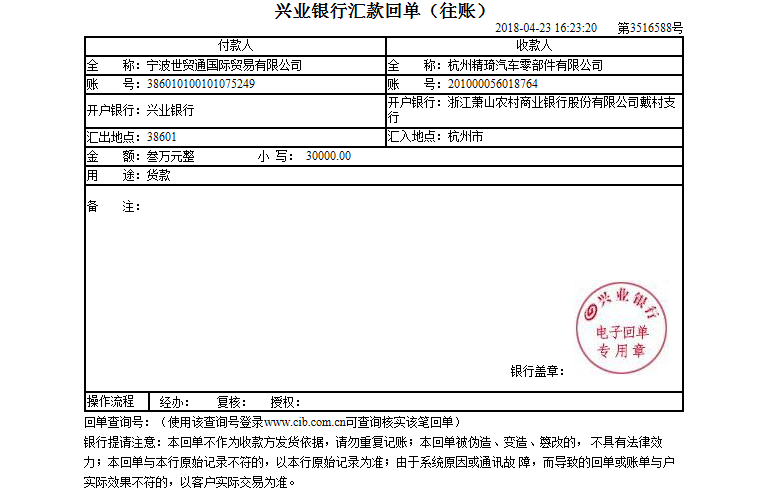 兴业银行汇款回单（往账）
2018-04-23 16:23:20 第3516588号
付款人 收款人
全 称：宁波世贸通国际贸易有限公司 全 称：杭州精琦汽车零部件有限公司
账 号：386010100101075249 账 号：201000056018764
开户银行：兴业银行 开户银行：浙江萧山农村商业银行股份有限公司戴村支
行
汇出地点：38601 汇入地点：杭州市
金 额：叁万元整 小 写： 30000.00
用 途：货款
备 注：
兴业银行
电子回单
专用章
银行盖章：
操作流程 经办： 复核： 授权：
回单查询号：（使用该查询号登录www.cib.com.cn可查询核实该笔回单）
银行提请注意：本回单不作为收款方发货依据，请勿重复记账；本回单被伪造、变造、篡改的， 不具有法律效
力；本回单与本行原始记录不符的，以本行原始记录为准；由于系统原因或通讯故 障，而导致的回单或账单与户
实际效果不符的，以客户实际交易为准。